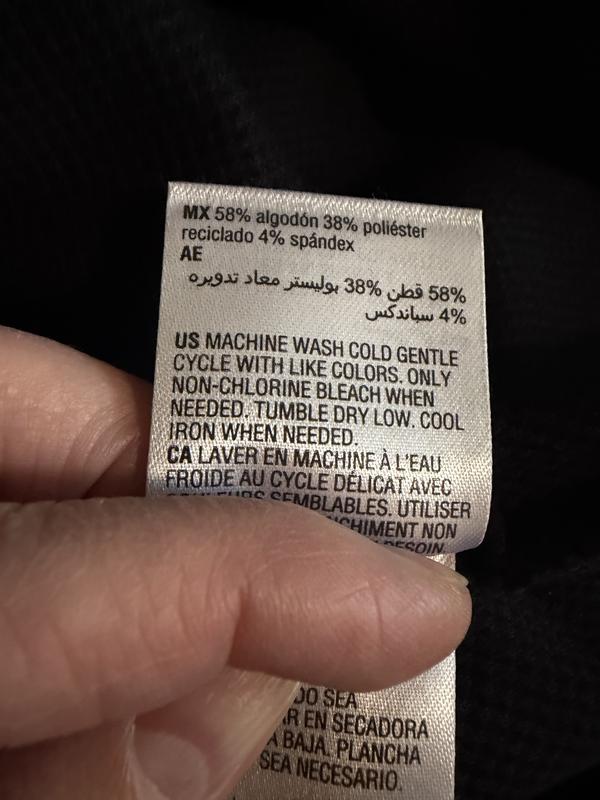 MX 58% algodón 38% poliéster
reciclado 4% spándex
AE
58% قطن 38% بوليستر معاد تدويره
4% سباندكس
US MACHINE WASH COLD GENTLE
CYCLE WITH LIKE COLORS. ONLY
NON-CHLORINE BLEACH WHEN
NEEDED. TUMBLE DRY LOW. COOL
IRON WHEN NEEDED.
CA LAVER EN MACHINE À L'EAU
FROIDE AU CYCLE DÉLICAT AVEC
SEMBLABLES. UTILISER
NON
BESOIN.
SEA
EN SECADORA
BAJA. PLANCHA
SEA NECESARIO.